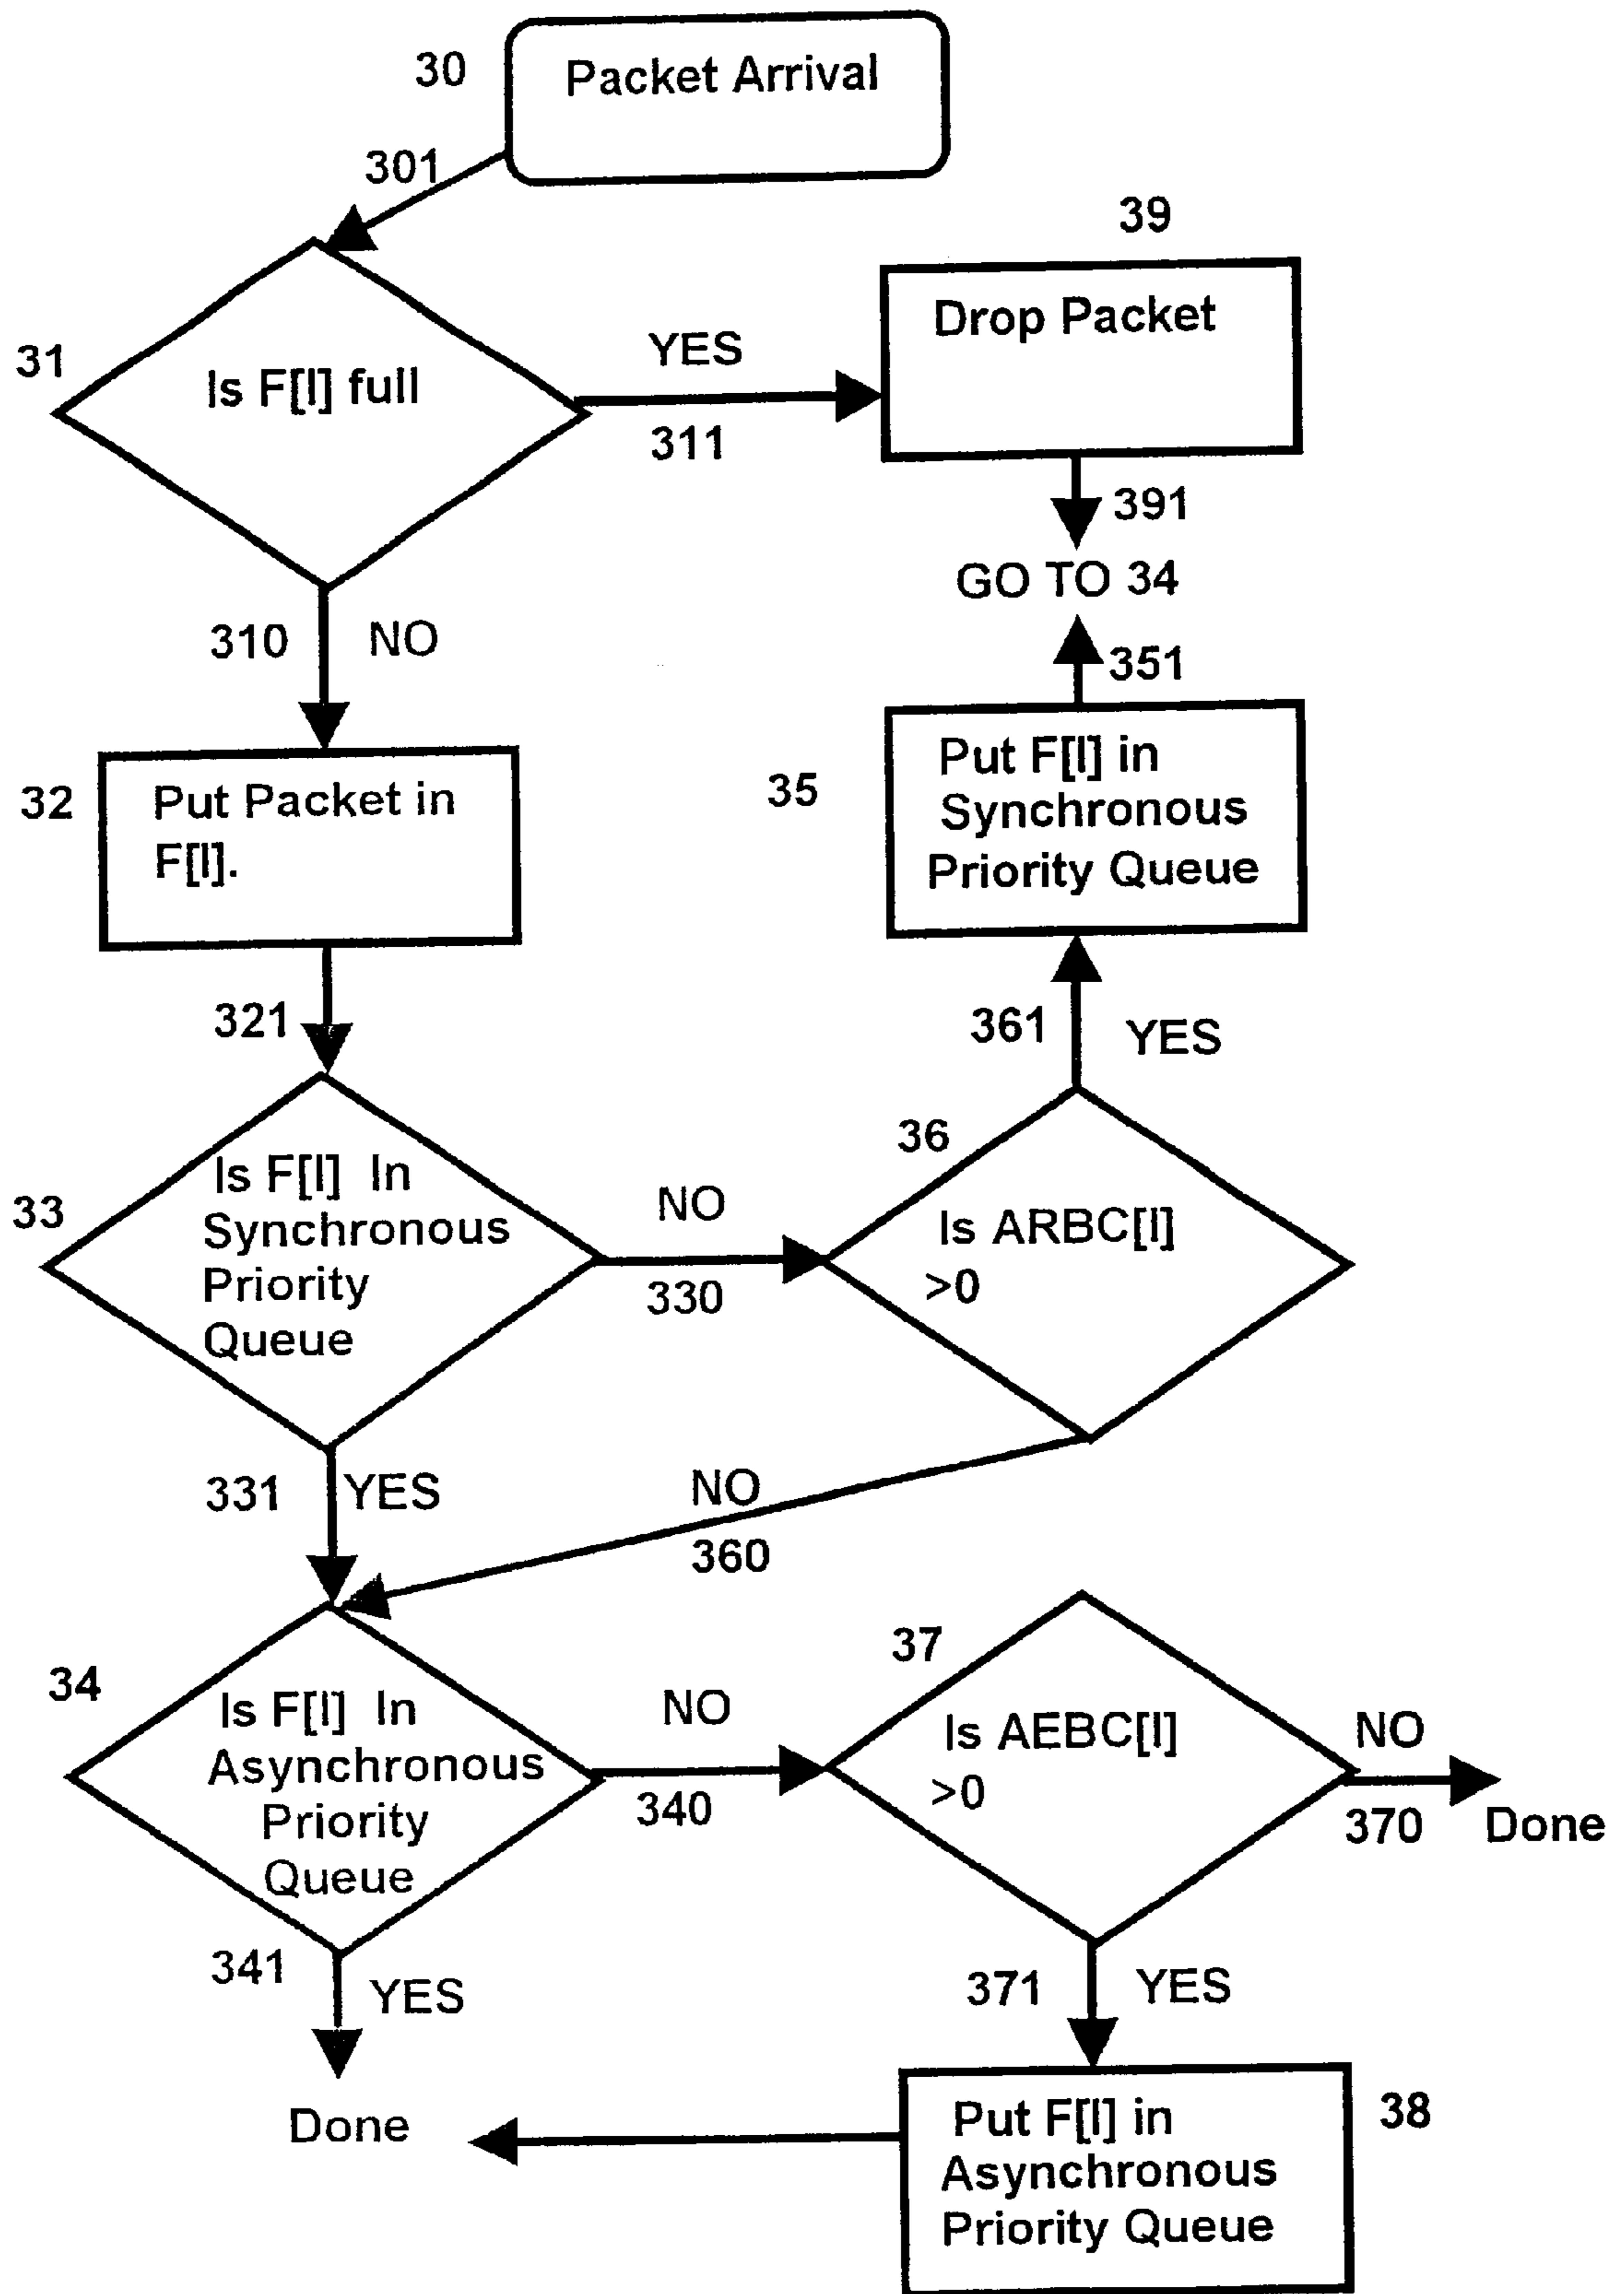 30
Packet Arrival
301
39
31
Is F[I] full
YES
311
Drop Packet
391
GO TO 34
310
NO
351
32
Put Packet in
F[I].
35
Put F[I] in
Synchronous
Priority Queue
321
361
YES
36
33
Is F[I] In
Synchronous
Priority
Queue
NO
330
Is ARBC[I]
>0
331
YES
NO
360
37
34
Is F[I] In
Asynchronous
Priority
Queue
NO
340
Is AEBC[I]
>0
NO
370
Done
341
YES
371
YES
Done
38
Put F[I] in
Asynchronous
Priority Queue